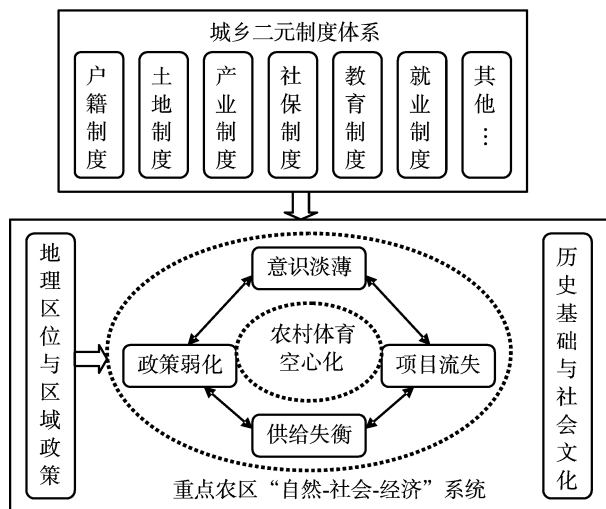 城乡二元制度体系
户籍制度
土地制度
产业制度
社保制度
教育制度
就业制度
其他…
地理区位与区域政策
意识淡薄
农村体育
空心化
政策弱化
项目流失
供给失衡
历史基础与社会文化
重点农区“自然-社会-经济”系统